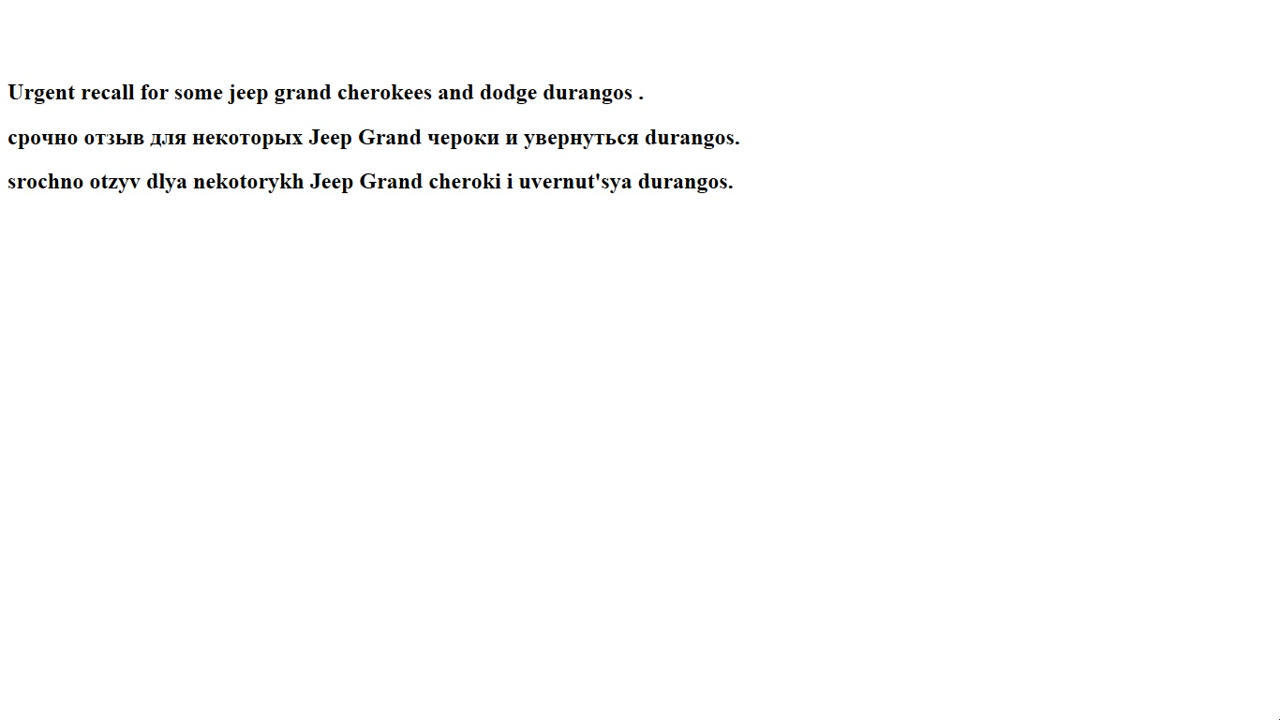 Urgent recall for some jeep grand cherokees and dodge durangos .
срочно отзыв для некоторых Jeep Grand чероки и увернуться durangos.
srochno otzyv dlya nekotorykh Jeep Grand cheroki i uvernut'sya durangos.